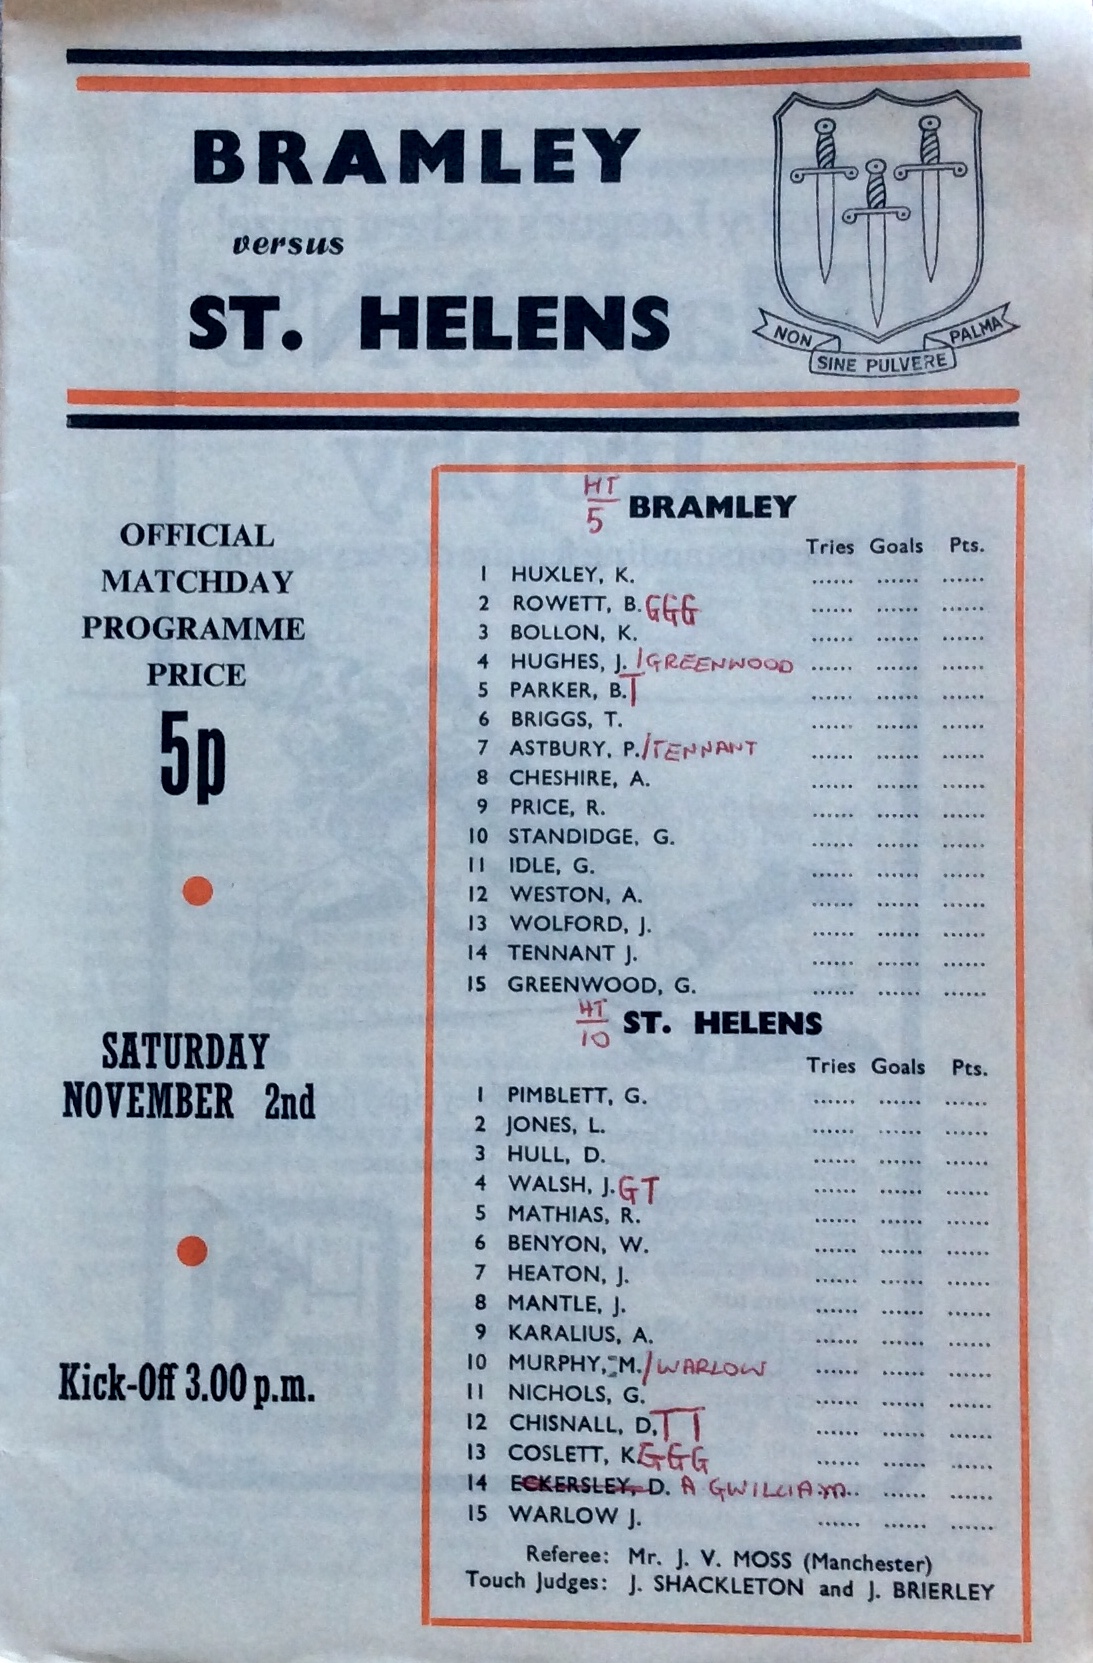 BRAMLEY
versus
ST. HELENS
NON SINE PULVERE PALMA
OFFICIAL
MATCHDAY
PROGRAMME
PRICE
5p
SATURDAY
NOVEMBER 2nd
Kick-Off 3.00 p.m.
HT
5 BRAMLEY
Tries Goals Pts.
1 HUXLEY, K. ...... ...... ......
2 ROWETT, B. GGG ...... ...... ......
3 BOLLON, K. ...... ...... ......
4 HUGHES, J. /GREENWOOD ...... ...... ......
5 PARKER, B. T ...... ...... ......
6 BRIGGS, T. ...... ...... ......
7 ASTBURY, P. /TENNANT ...... ...... ......
8 CHESHIRE, A. ...... ...... ......
9 PRICE, R. ...... ...... ......
10 STANDIDGE, G. ...... ...... ......
11 IDLE, G. ...... ...... ......
12 WESTON, A. ...... ...... ......
13 WOLFORD, J. ...... ...... ......
14 TENNANT J. ...... ...... ......
15 GREENWOOD, G. ...... ...... ......
HT
10 ST. HELENS
Tries Goals Pts.
1 PIMBLETT, G. ...... ...... ......
2 JONES, L. ...... ...... ......
3 HULL, D. ...... ...... ......
4 WALSH, J. GT ...... ...... ......
5 MATHIAS, R. ...... ...... ......
6 BENYON, W. ...... ...... ......
7 HEATON, J. ...... ...... ......
8 MANTLE, J. ...... ...... ......
9 KARALIUS, A. ...... ...... ......
10 MURPHY, M. /WARLOW ...... ...... ......
11 NICHOLS, G. ...... ...... ......
12 CHISNALL, D. TT ...... ...... ......
13 COSLETT, K. GGG ...... ...... ......
14 ECKERSLEY, D. A GWILLIAM ...... ...... ......
15 WARLOW J. ...... ...... ......
Referee: Mr. J. V. MOSS (Manchester)
Touch Judges: J. SHACKLETON and J. BRIERLEY